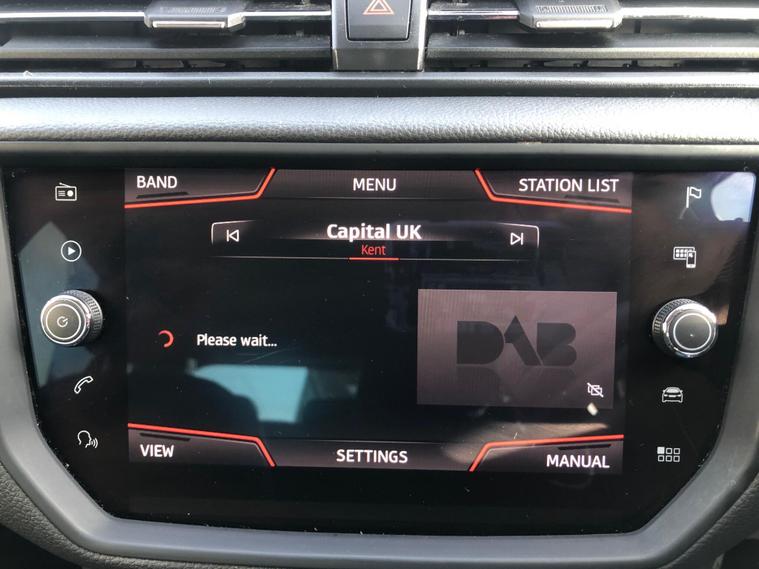 BAND
MENU
STATION LIST
Capital UK
Kent
Please wait...
DAB
VIEW
SETTINGS
MANUAL